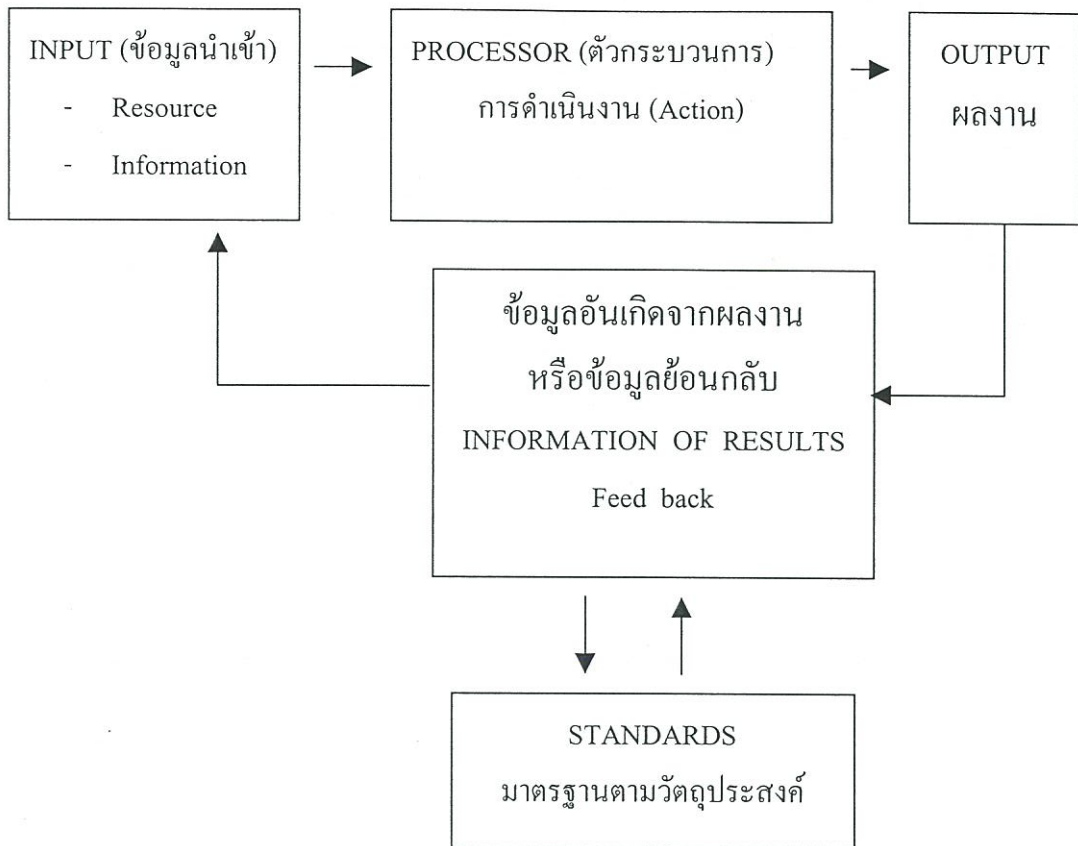 INPUT (ข้อมูลนำเข้า)
- Resource
- Information
PROCESSOR (ตัวกระบวนการ)
การดำเนินงาน (Action)
OUTPUT
ผลงาน
ข้อมูลอันเกิดจากผลงาน
หรือข้อมูลย้อนกลับ
INFORMATION OF RESULTS
Feed back
STANDARDS
มาตรฐานตามวัตถุประสงค์